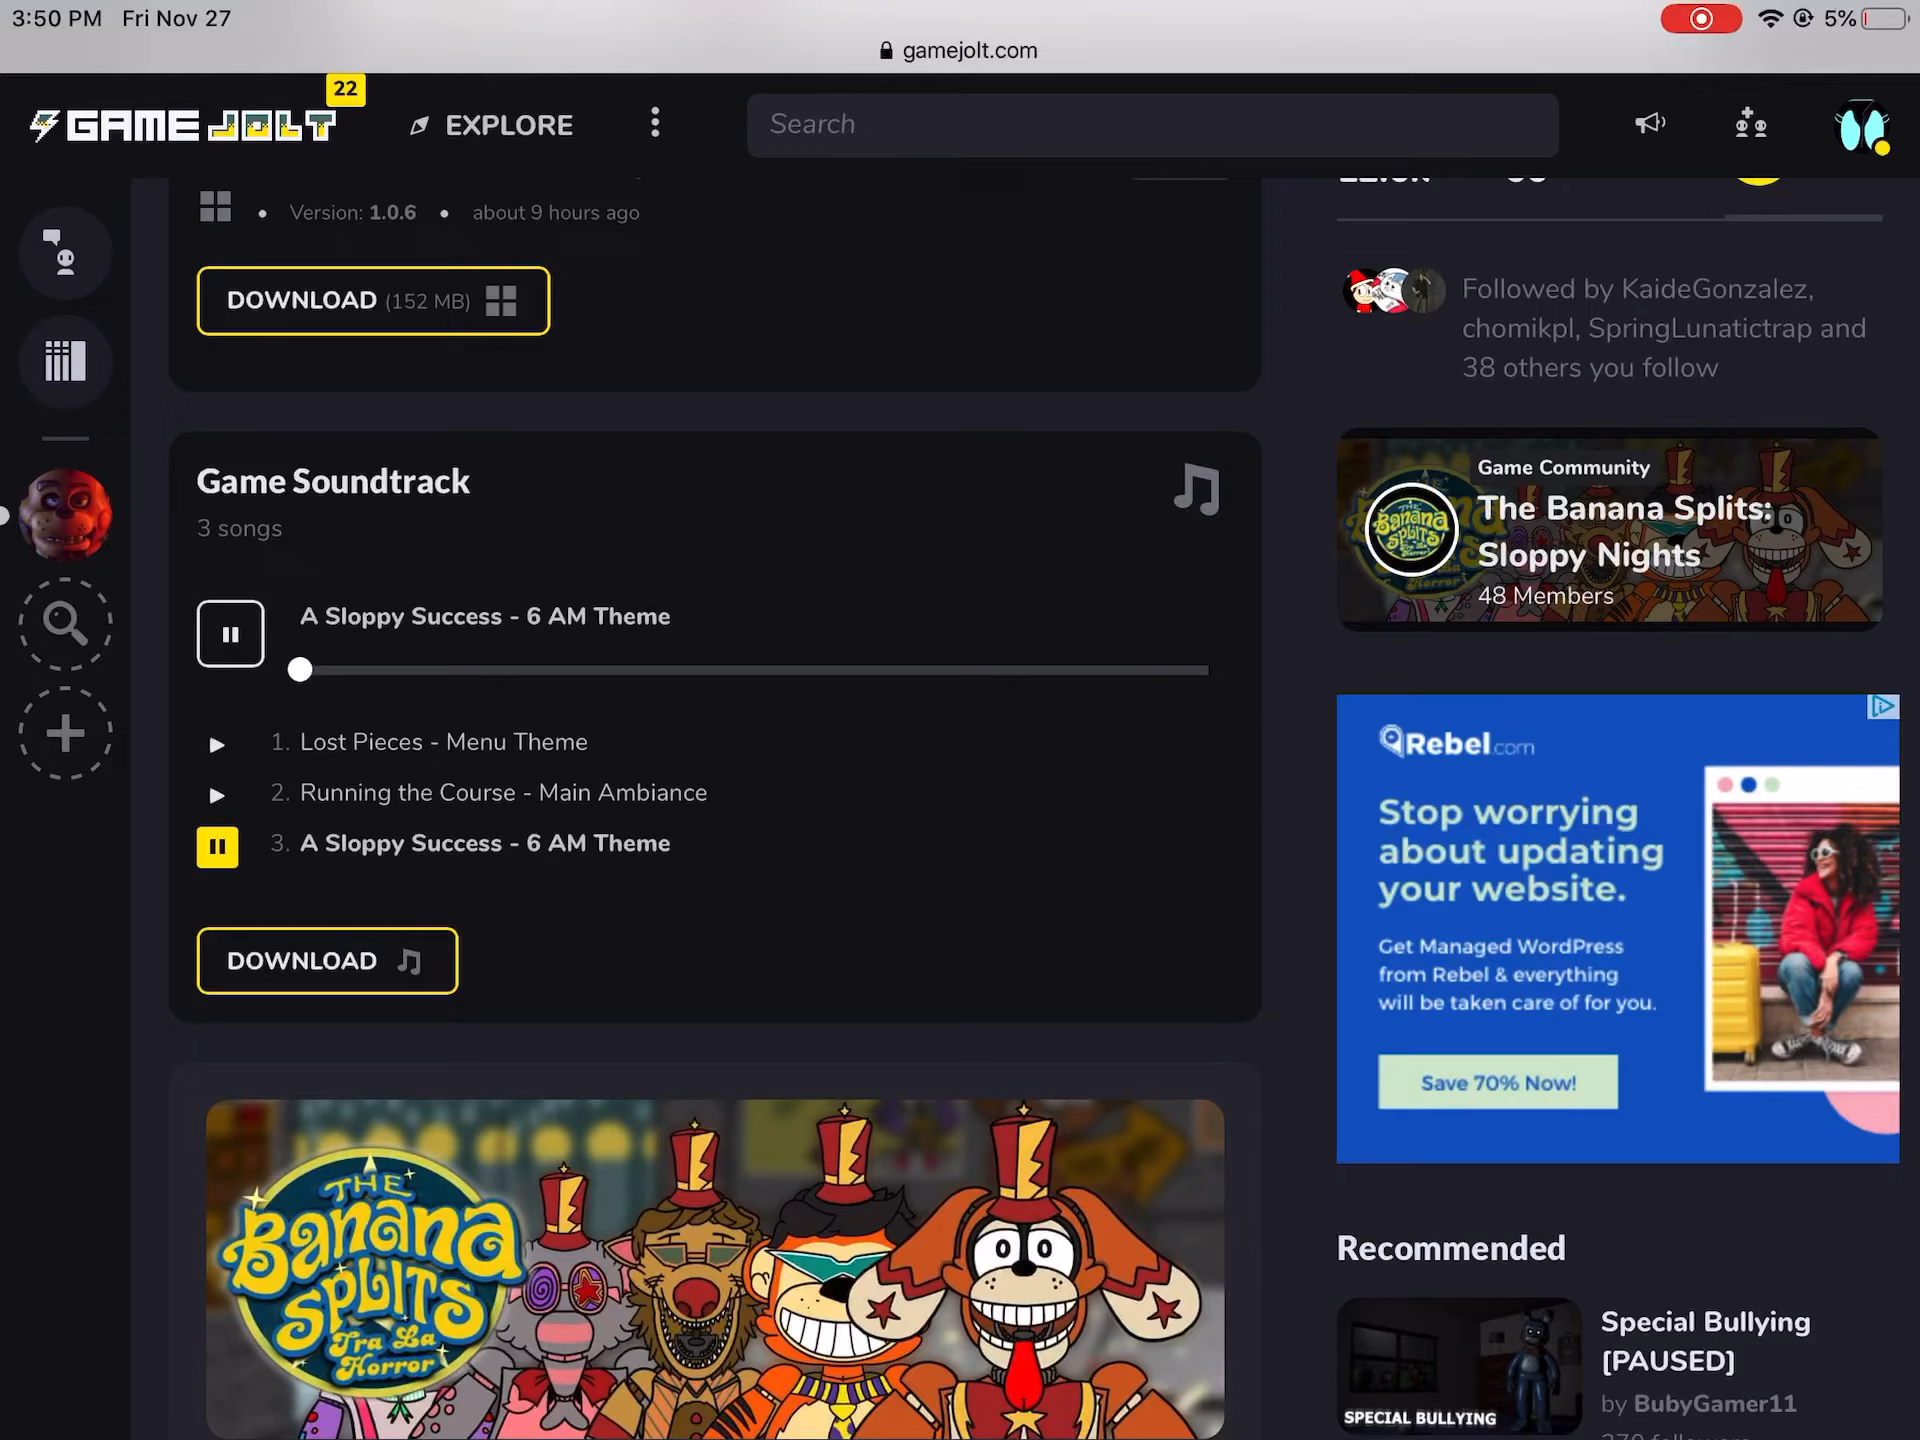 3:50 PM Fri Nov 27
5%
gamejolt.com
GAME JOLT
22
EXPLORE
Search
Version: 1.0.6 • about 9 hours ago
DOWNLOAD (152 MB)
Followed by KaideGonzalez,
chomikpl, SpringLunatictrap and
38 others you follow
Game Soundtrack
3 songs
A Sloppy Success - 6 AM Theme
1. Lost Pieces - Menu Theme
2. Running the Course - Main Ambiance
3. A Sloppy Success - 6 AM Theme
DOWNLOAD
THE
Banana
SPLITS
Tra La
Horror
THE
BANANA
SPLITS
Game Community
The Banana Splits:
Sloppy Nights
48 Members
Rebel.com
Stop worrying
about updating
your website.
Get Managed WordPress
from Rebel & everything
will be taken care of for you.
Save 70% Now!
Recommended
SPECIAL BULLYING
Special Bullying
[PAUSED]
by BubyGamer11